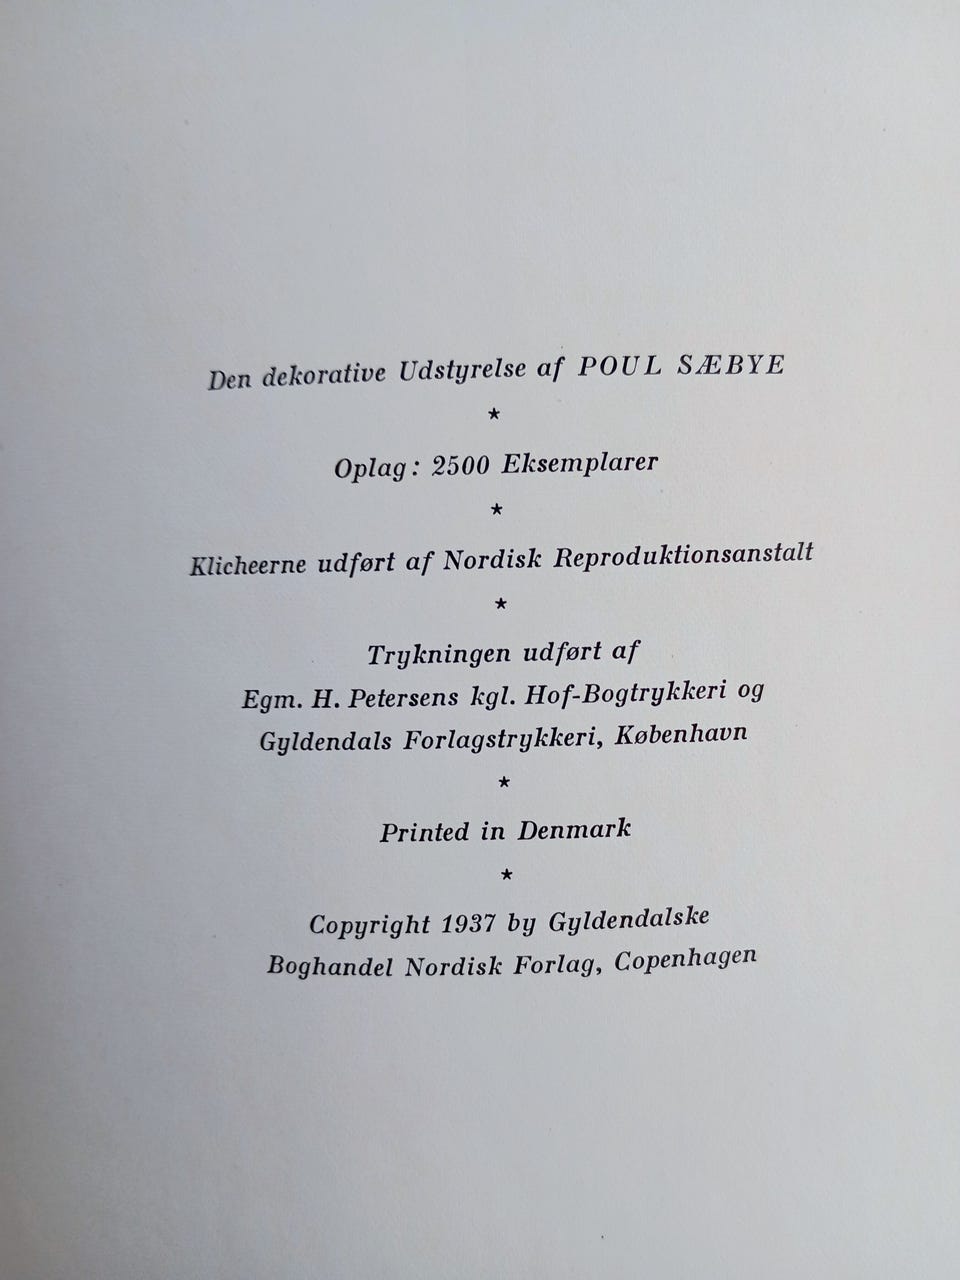 Den dekorative Udstyrelse af POUL SÆBYE
★
Oplag: 2500 Eksemplarer
★
Klicheerne udført af Nordisk Reproduktionsanstalt
★
Trykningen udført af
Egm. H. Petersens kgl. Hof-Bogtrykkeri og
Gyldendals Forlagstrykkeri, København
★
Printed in Denmark
★
Copyright 1937 by Gyldendalske
Boghandel Nordisk Forlag, Copenhagen